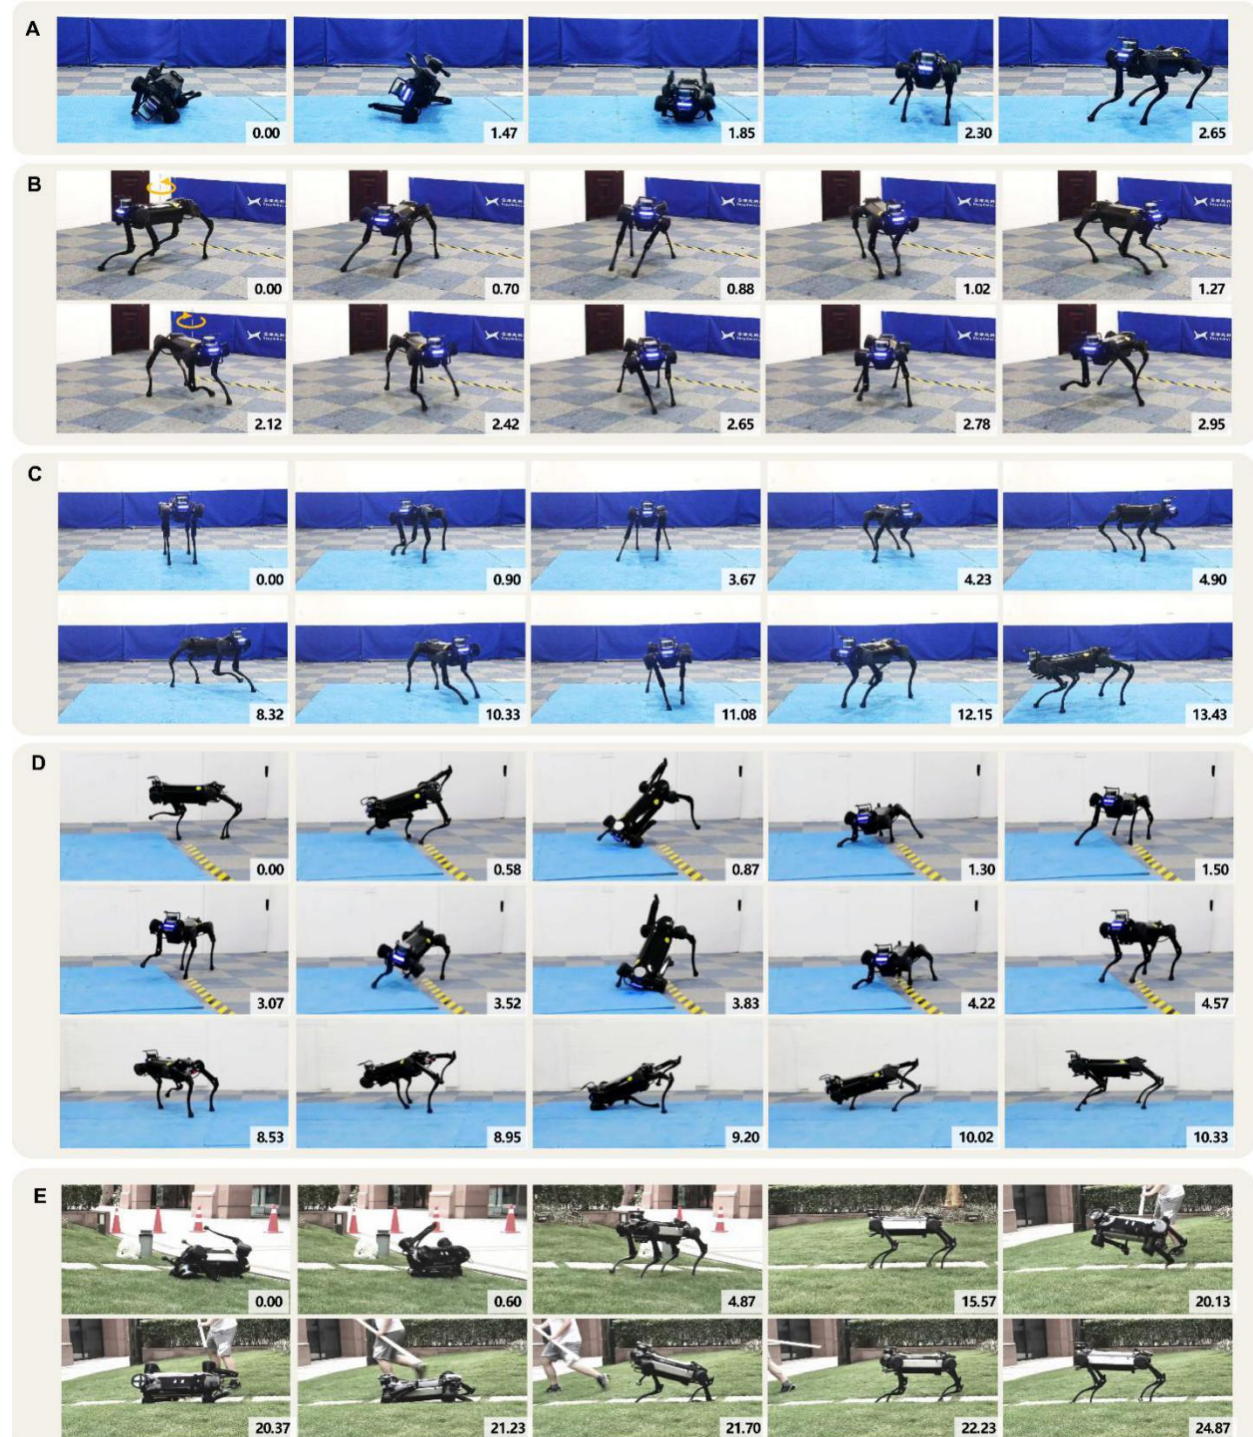 A
0.00 1.47 1.85 2.30 2.65
B
0.00 0.70 0.88 1.02 1.27
2.12 2.42 2.65 2.78 2.95
C
0.00 0.90 3.67 4.23 4.90
8.32 10.33 11.08 12.15 13.43
D
0.00 0.58 0.87 1.30 1.50
3.07 3.52 3.83 4.22 4.57
8.53 8.95 9.20 10.02 10.33
E
0.00 0.60 4.87 15.57 20.13
20.37 21.23 21.70 22.23 24.87